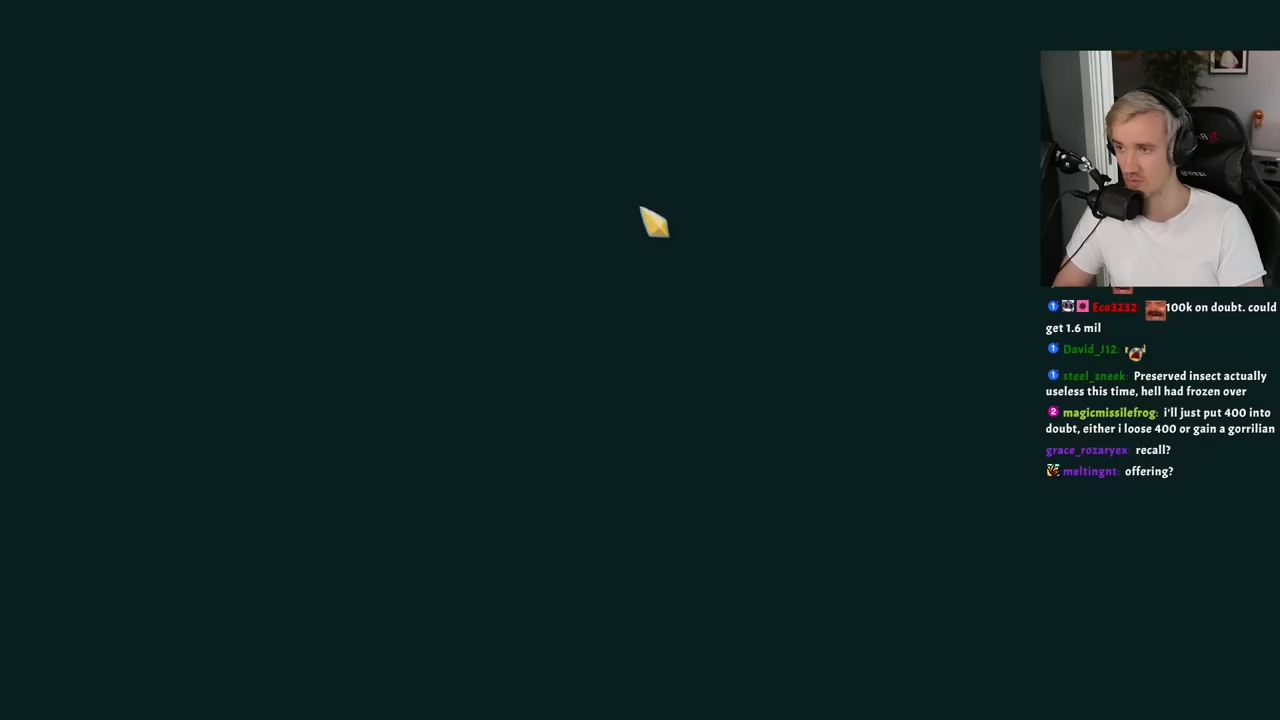 Eco3232: 100k on doubt. could
get 1.6 mil
David_J12:
steel_sneek: Preserved insect actually
useless this time, hell had frozen over
magicmissilefrog: i'll just put 400 into
doubt, either i loose 400 or gain a gorrilian
grace_rozaryex: recall?
meltingnt: offering?